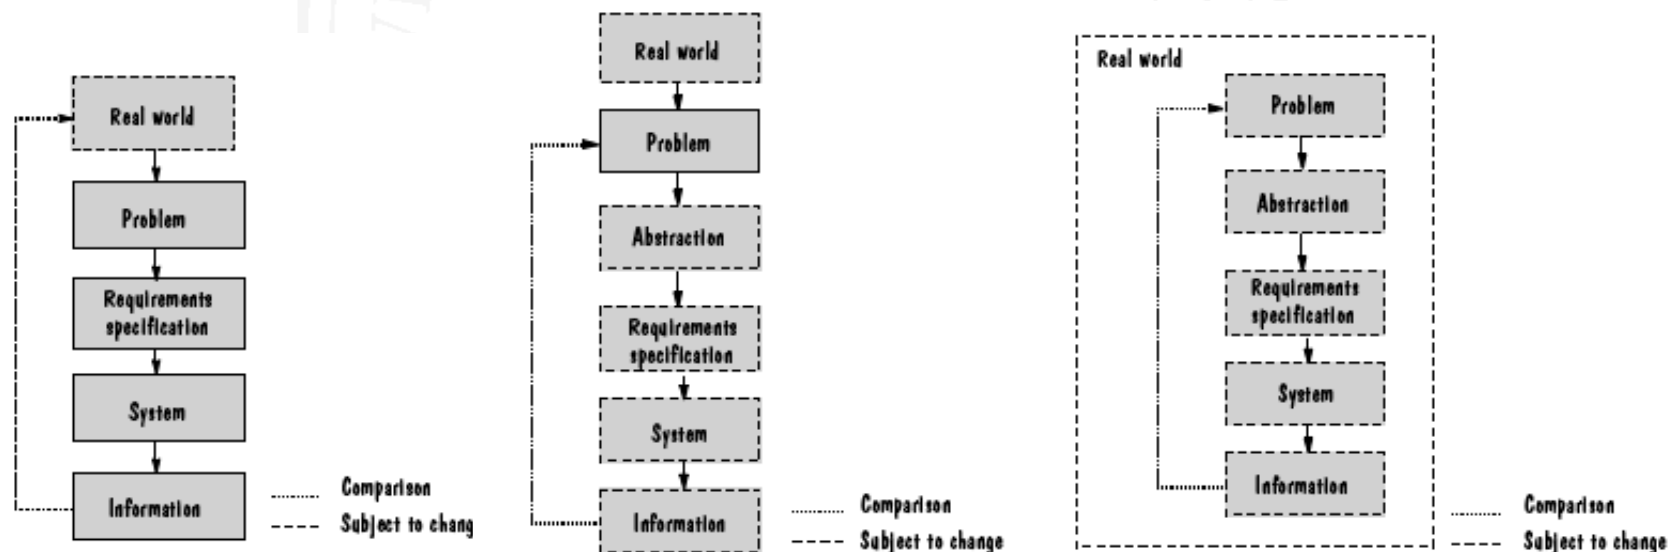 Real world
Problem
Requirements
specification
System
Information
Comparison
Subject to chang
Real world
Problem
Abstraction
Requirements
specification
System
Information
Comparison
Subject to change
Real world
Problem
Abstraction
Requirements
specification
System
Information
Comparison
Subject to change